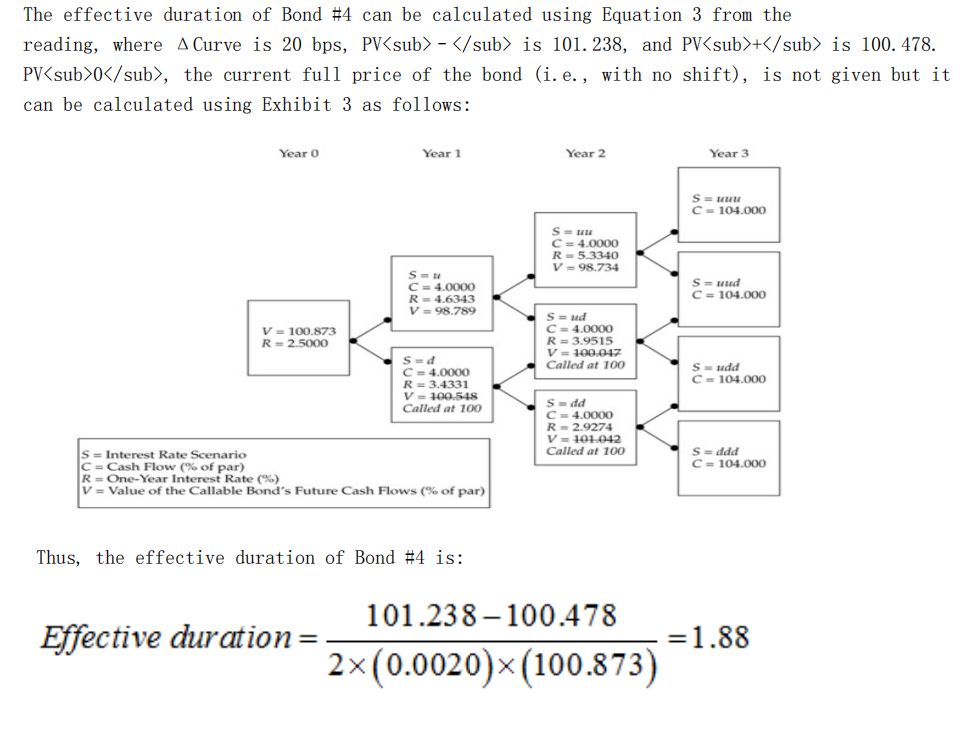 The effective duration of Bond #4 can be calculated using Equation 3 from the
reading, where ΔCurve is 20 bps, PV<sub>-</sub> is 101.238, and PV<sub>+</sub> is 100.478.
PV<sub>0</sub>, the current full price of the bond (i.e., with no shift), is not given but it
can be calculated using Exhibit 3 as follows:
Year 0 Year 1 Year 2 Year 3
V = 100.873
R = 2.5000
S = u
C = 4.0000
R = 4.6343
V = 98.789
S = d
C = 4.0000
R = 3.4331
V = 100.548
Called at 100
S = uu
C = 4.0000
R = 5.3340
V = 98.734
S = ud
C = 4.0000
R = 3.9515
V = 100.047
Called at 100
S = dd
C = 4.0000
R = 2.9274
V = 101.042
Called at 100
S = uuu
C = 104.000
S = uud
C = 104.000
S = udd
C = 104.000
S = ddd
C = 104.000
S = Interest Rate Scenario
C = Cash Flow (% of par)
R = One-Year Interest Rate (%)
V = Value of the Callable Bond's Future Cash Flows (% of par)
Thus, the effective duration of Bond #4 is:
101.238 – 100.478
Effective duration = =1.88
2×(0.0020)×(100.873)